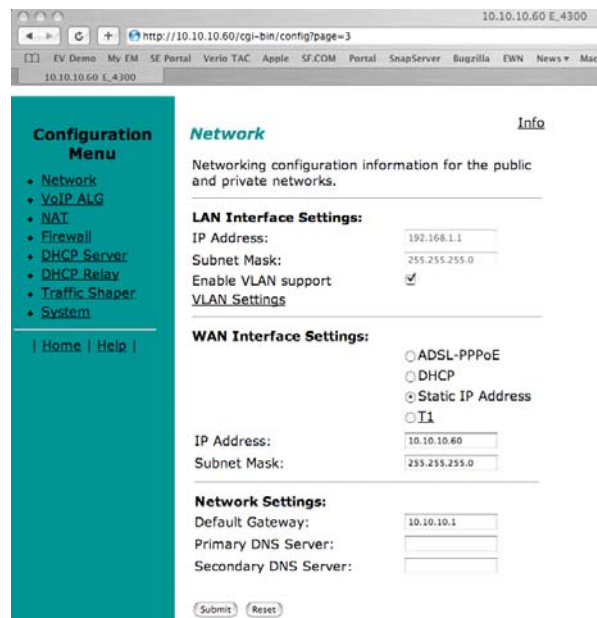 10.10.10.60 E_4300
http://10.10.10.60/cgi-bin/config?page=3
EV Demo My EM SE Portal Verio TAC Apple SF.COM Portal SnapServer Bugzilla EWN News Mac
10.10.10.60 E_4300
Configuration Menu
Network
VoIP ALG
NAT
Firewall
DHCP Server
DHCP Relay
Traffic Shaper
System
| Home | Help |
Info
Network
Networking configuration information for the public
and private networks.
LAN Interface Settings:
IP Address: 192.168.1.1
Subnet Mask: 255.255.255.0
Enable VLAN support
VLAN Settings
WAN Interface Settings:
ADSL-PPPoE
DHCP
Static IP Address
T1
IP Address: 10.10.10.60
Subnet Mask: 255.255.255.0
Network Settings:
Default Gateway: 10.10.10.1
Primary DNS Server:
Secondary DNS Server:
Submit Reset